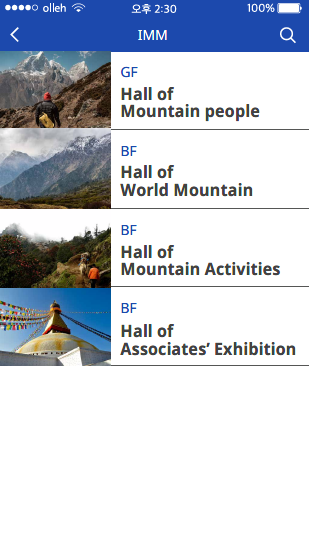 olleh 오후 2:30 100%
IMM
GF
Hall of
Mountain people
BF
Hall of
World Mountain
BF
Hall of
Mountain Activities
BF
Hall of
Associates’ Exhibition